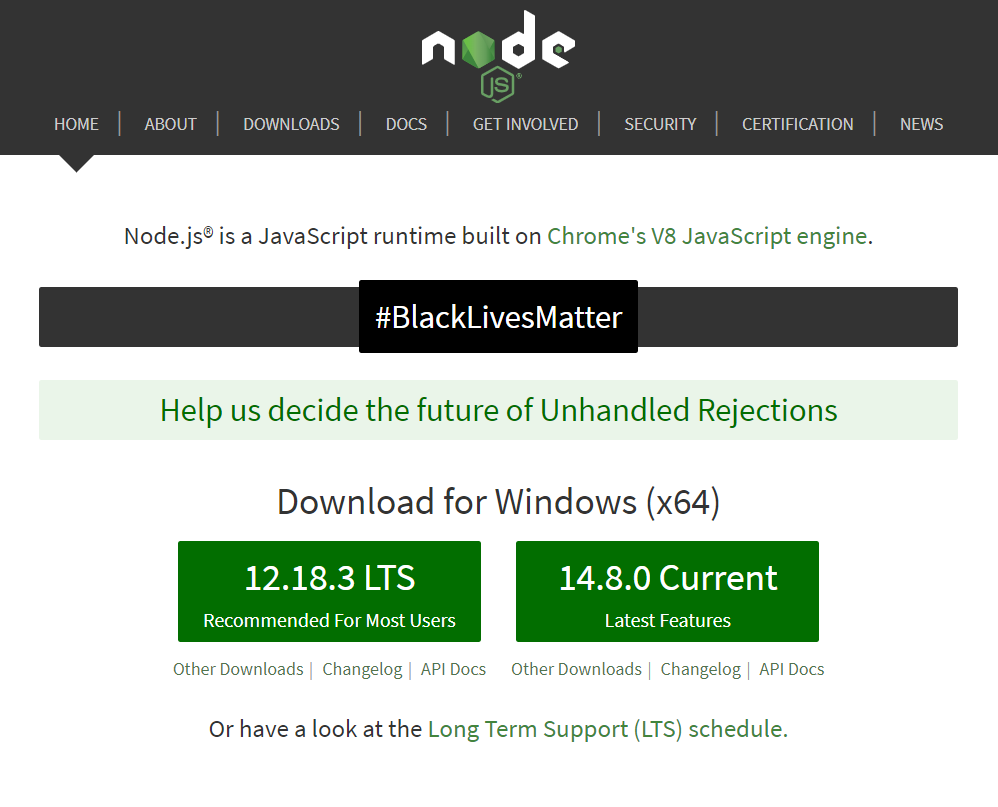 node
JS®
HOME | ABOUT | DOWNLOADS | DOCS | GET INVOLVED | SECURITY | CERTIFICATION | NEWS
Node.js® is a JavaScript runtime built on Chrome's V8 JavaScript engine.
#BlackLivesMatter
Help us decide the future of Unhandled Rejections
Download for Windows (x64)
12.18.3 LTS
Recommended For Most Users
14.8.0 Current
Latest Features
Other Downloads | Changelog | API Docs
Other Downloads | Changelog | API Docs
Or have a look at the Long Term Support (LTS) schedule.